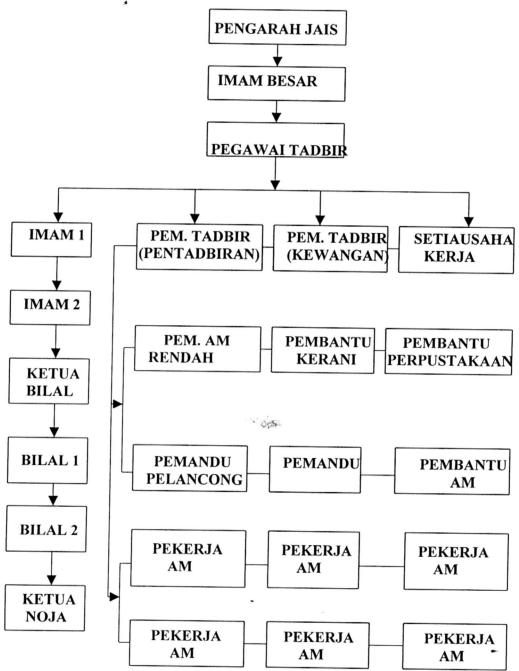 PENGARAH JAIS
IMAM BESAR
PEGAWAI TADBIR
IMAM 1
PEM. TADBIR
(PENTADBIRAN)
PEM. TADBIR
(KEWANGAN)
SETIAUSAHA
KERJA
IMAM 2
PEM. AM
RENDAH
PEMBANTU
KERANI
PEMBANTU
PERPUSTAKAAN
KETUA
BILAL
BILAL 1
PEMANDU
PELANCONG
PEMANDU
PEMBANTU
AM
BILAL 2
PEKERJA
AM
PEKERJA
AM
PEKERJA
AM
KETUA
NOJA
PEKERJA
AM
PEKERJA
AM
PEKERJA
AM